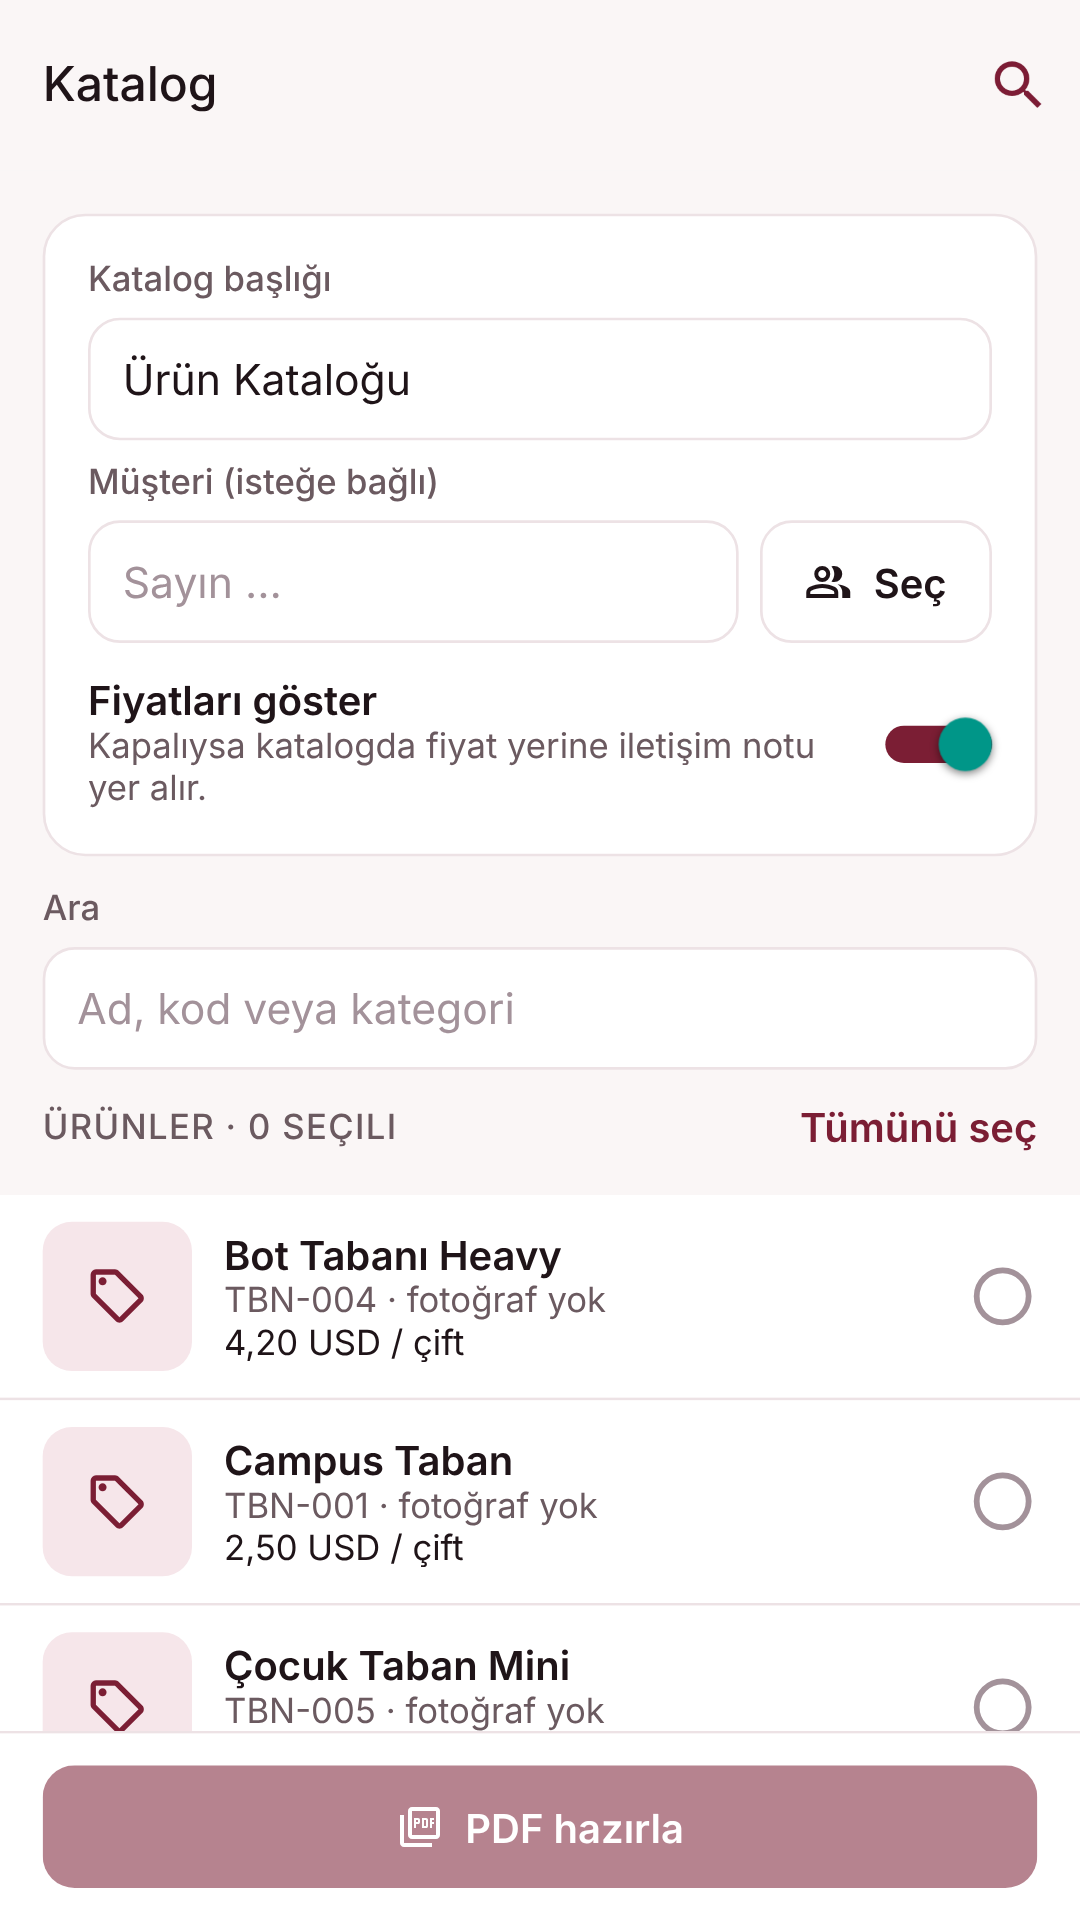 Katalog
Katalog başlığı
Ürün Kataloğu
Müşteri (isteğe bağlı)
Sayın ...
Seç
Fiyatları göster
Kapalıysa katalogda fiyat yerine iletişim notu
yer alır.
Ara
Ad, kod veya kategori
ÜRÜNLER · 0 SEÇILI
Tümünü seç
Bot Tabanı Heavy
TBN-004 · fotoğraf yok
4,20 USD / çift
Campus Taban
TBN-001 · fotoğraf yok
2,50 USD / çift
Çocuk Taban Mini
TBN-005 · fotoğraf yok
PDF PDF hazırla